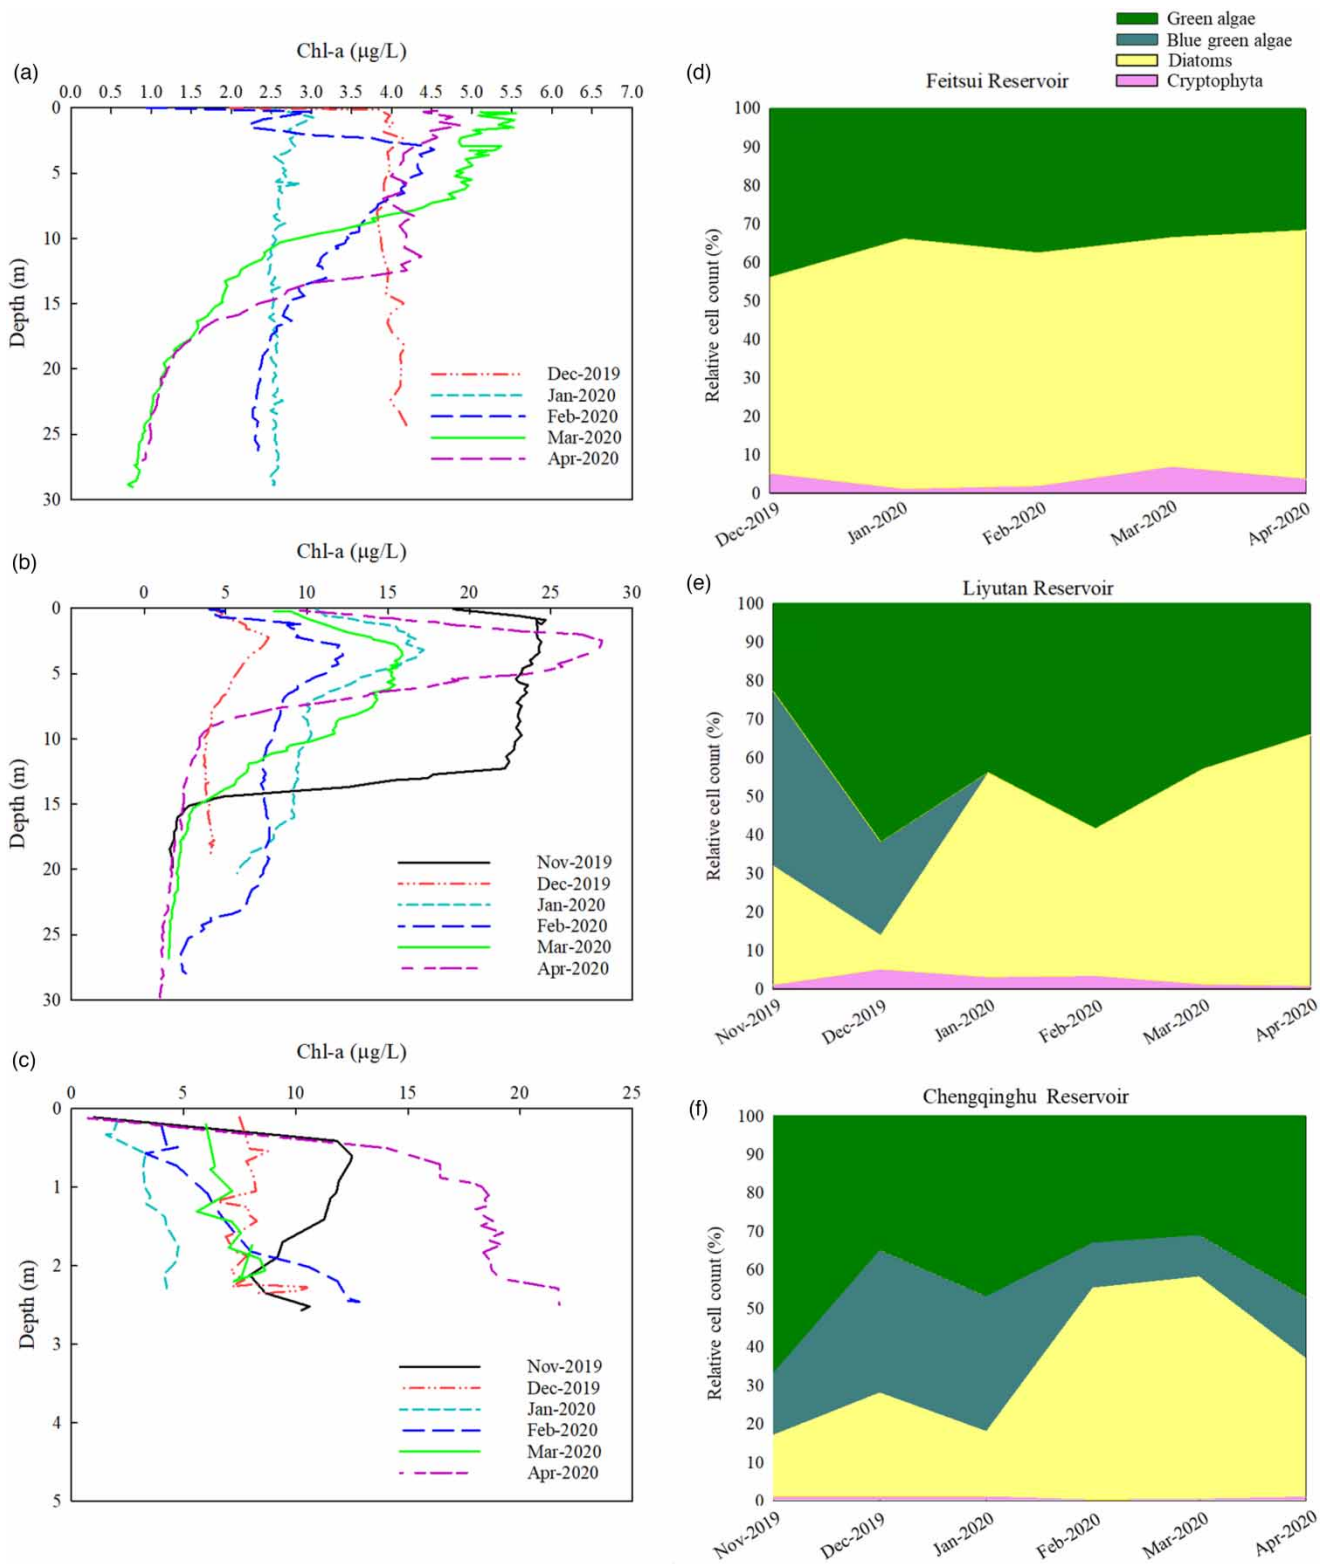 Green algae
Blue green algae
Diatoms
Cryptophyta
(a)
Chl-a (µg/L)
0.0 0.5 1.0 1.5 2.0 2.5 3.0 3.5 4.0 4.5 5.0 5.5 6.0 6.5 7.0
0
5
10
15
20
25
30
Depth (m)
Dec-2019
Jan-2020
Feb-2020
Mar-2020
Apr-2020
(d)
Feitsui Reservoir
100
90
80
70
60
50
40
30
20
10
0
Relative cell count (%)
Dec-2019 Jan-2020 Feb-2020 Mar-2020 Apr-2020
(b)
Chl-a (µg/L)
0 5 10 15 20 25 30
0
5
10
15
20
25
30
Depth (m)
Nov-2019
Dec-2019
Jan-2020
Feb-2020
Mar-2020
Apr-2020
(e)
Liyutan Reservoir
100
90
80
70
60
50
40
30
20
10
0
Relative cell count (%)
Nov-2019 Dec-2019 Jan-2020 Feb-2020 Mar-2020 Apr-2020
(c)
Chl-a (µg/L)
0 5 10 15 20 25
0
1
2
3
4
5
Depth (m)
Nov-2019
Dec-2019
Jan-2020
Feb-2020
Mar-2020
Apr-2020
(f)
Chengqinghu Reservoir
100
90
80
70
60
50
40
30
20
10
0
Relative cell count (%)
Nov-2019 Dec-2019 Jan-2020 Feb-2020 Mar-2020 Apr-2020